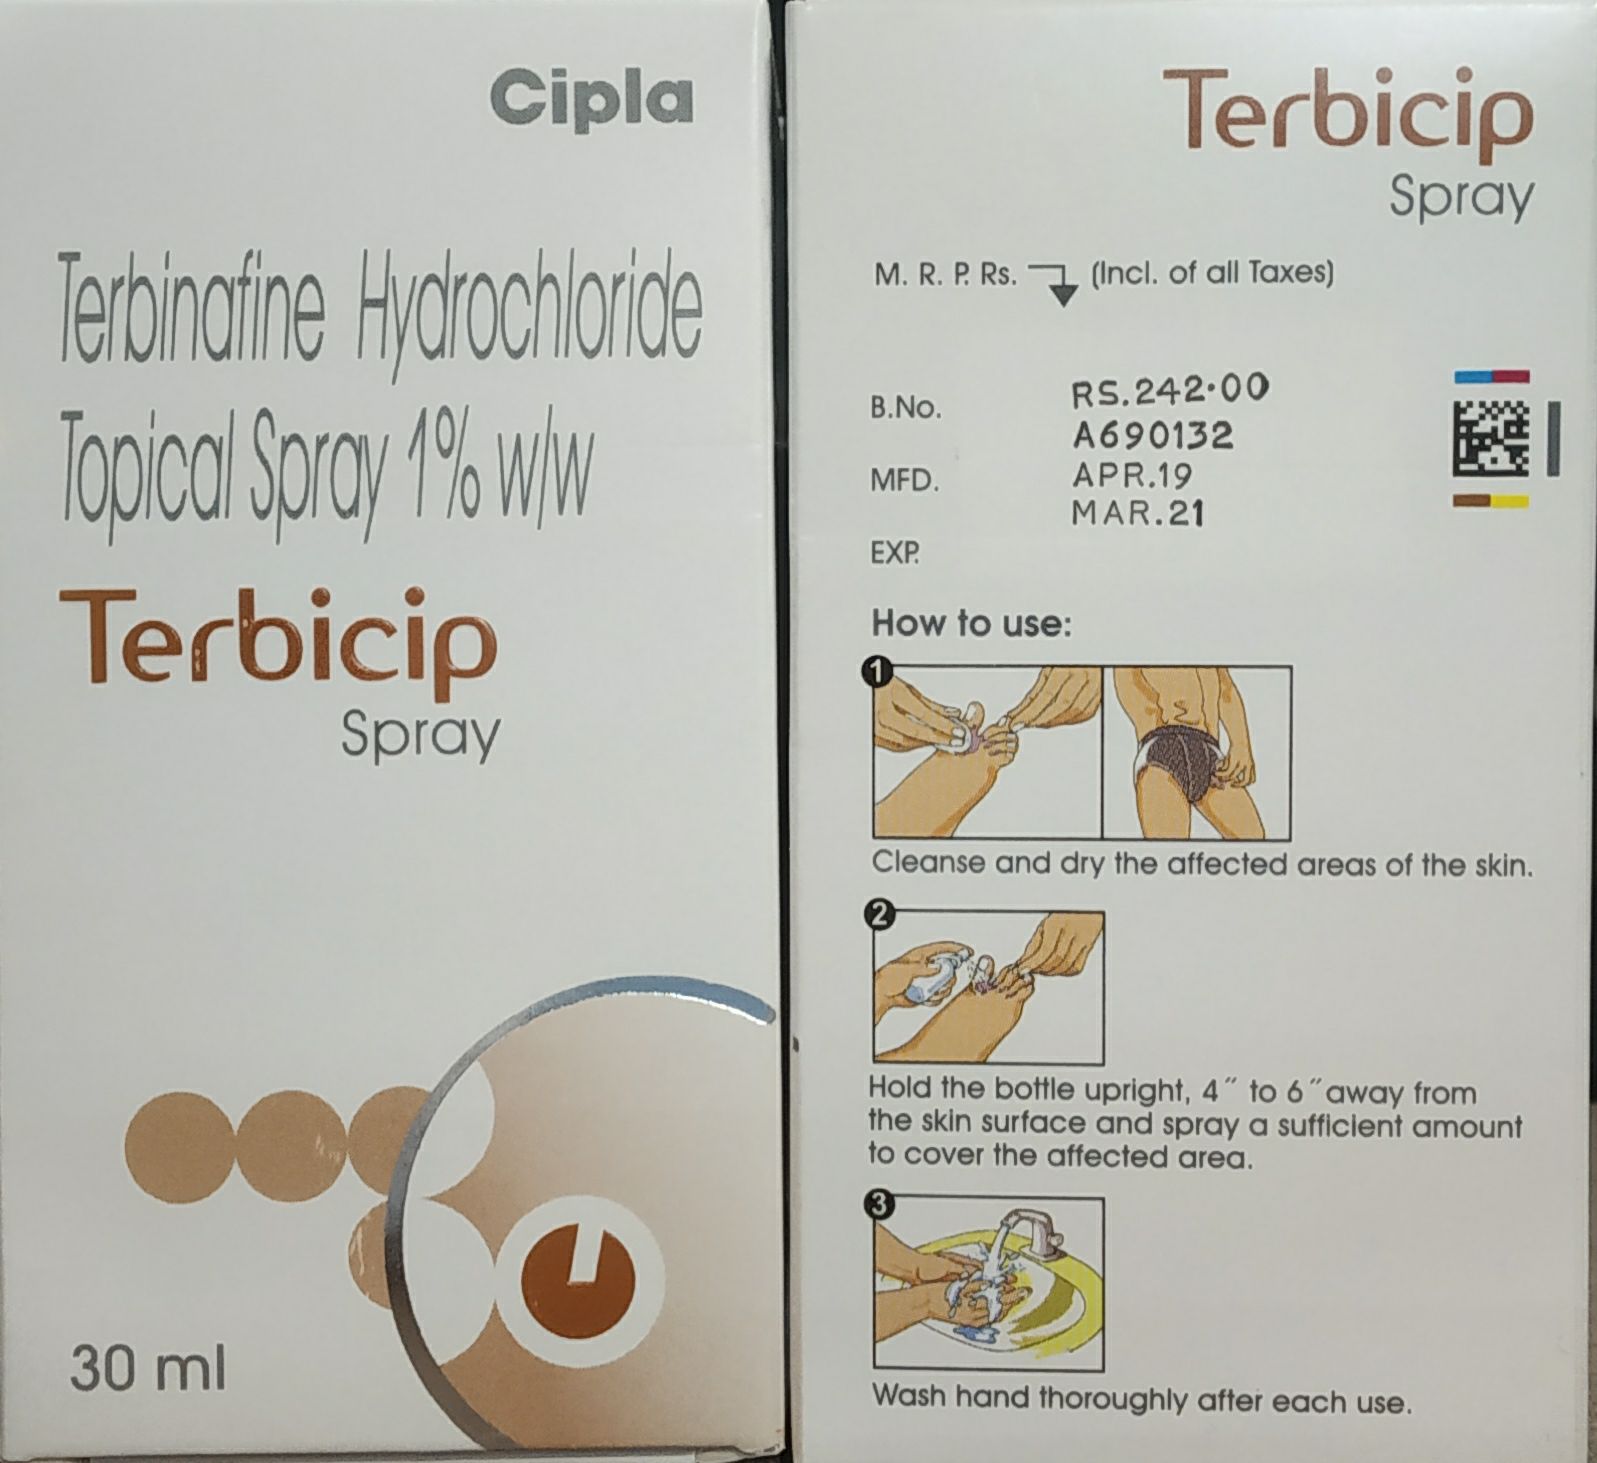 Cipla
Terbinafine Hydrochloride
Topical Spray 1% w/w
Terbicip
Spray
30 ml
Terbicip
Spray
M. R. P. Rs. (Incl. of all Taxes)
RS.242.00
B.No. A690132
MFD. APR.19
EXP. MAR.21
How to use:
1
Cleanse and dry the affected areas of the skin.
2
Hold the bottle upright, 4″ to 6″ away from
the skin surface and spray a sufficient amount
to cover the affected area.
3
Wash hand thoroughly after each use.